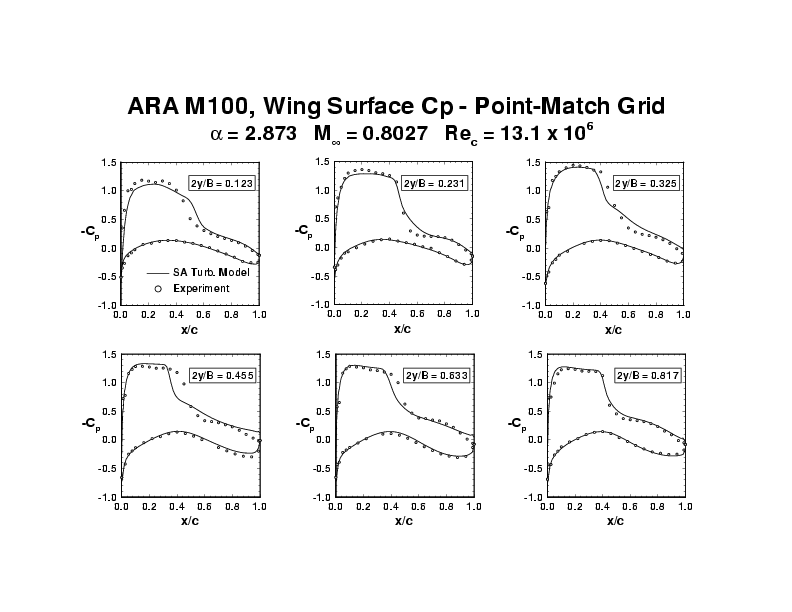 ARA M100, Wing Surface Cp - Point-Match Grid
α = 2.873 M∞ = 0.8027 Rec = 13.1 x 10^6
1.5
1.0
0.5
0.0
-0.5
-1.0
-Cp
2y/B = 0.123
SA Turb. Model
Experiment
0.0 0.2 0.4 0.6 0.8 1.0
x/c
1.5
1.0
0.5
0.0
-0.5
-1.0
-Cp
2y/B = 0.231
0.0 0.2 0.4 0.6 0.8 1.0
x/c
1.5
1.0
0.5
0.0
-0.5
-1.0
-Cp
2y/B = 0.325
0.0 0.2 0.4 0.6 0.8 1.0
x/c
1.5
1.0
0.5
0.0
-0.5
-1.0
-Cp
2y/B = 0.455
0.0 0.2 0.4 0.6 0.8 1.0
x/c
1.5
1.0
0.5
0.0
-0.5
-1.0
-Cp
2y/B = 0.633
0.0 0.2 0.4 0.6 0.8 1.0
x/c
1.5
1.0
0.5
0.0
-0.5
-1.0
-Cp
2y/B = 0.817
0.0 0.2 0.4 0.6 0.8 1.0
x/c